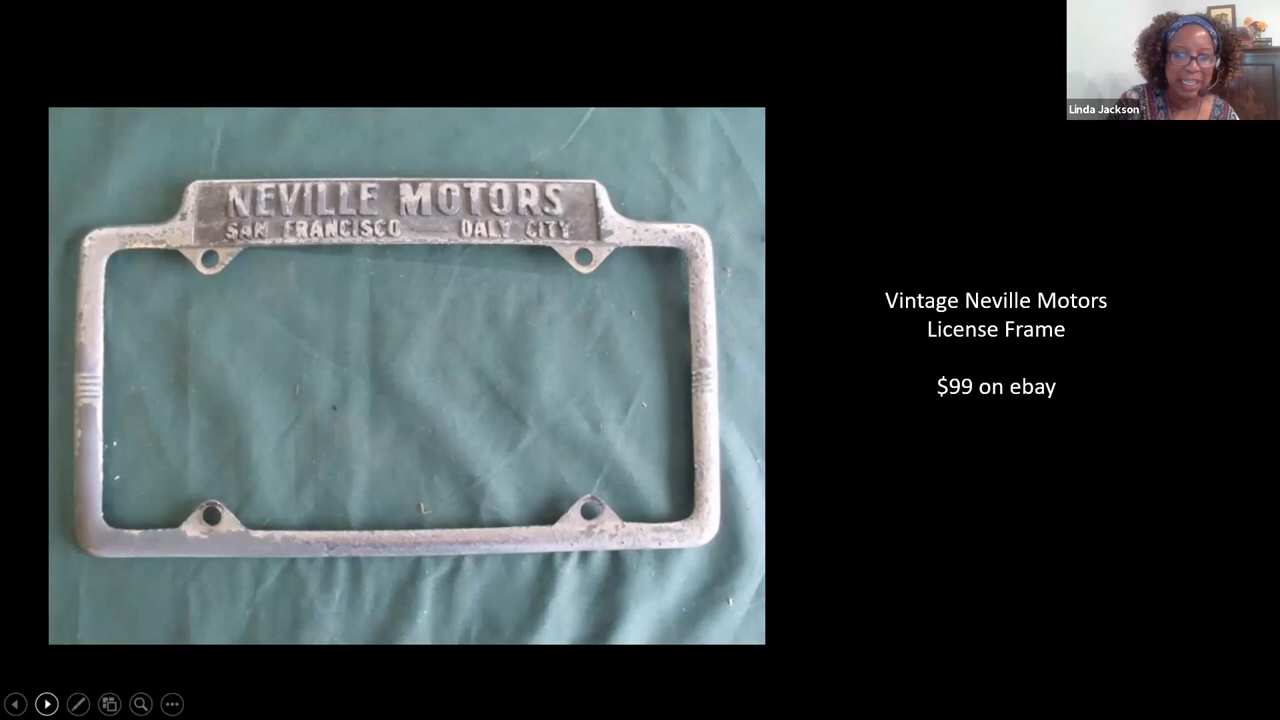 NEVILLE MOTORS
SAN FRANCISCO DALY CITY
Vintage Neville Motors
License Frame
$99 on ebay
Linda Jackson